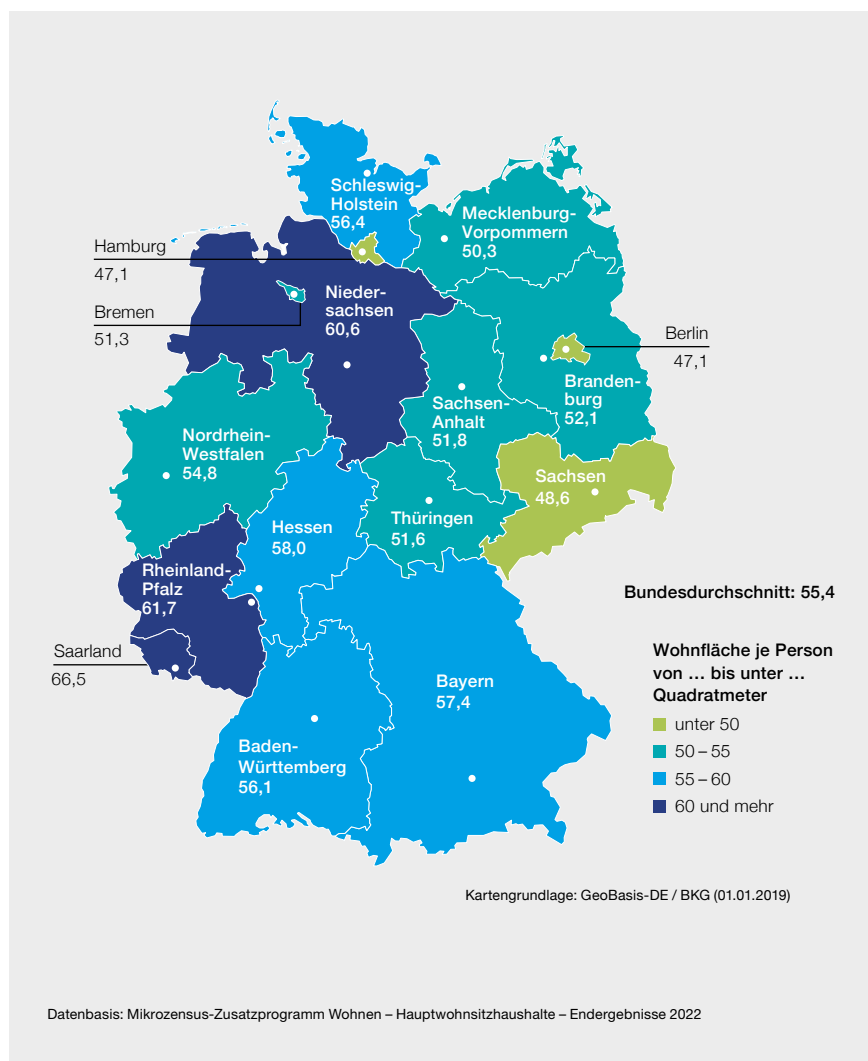 Schleswig-
Holstein
56,4
Mecklenburg-
Vorpommern
50,3
Hamburg
47,1
Bremen
51,3
Nieder-
sachsen
60,6
Berlin
47,1
Branden-
burg
52,1
Sachsen-
Anhalt
51,8
Nordrhein-
Westfalen
54,8
Sachsen
48,6
Thüringen
51,6
Hessen
58,0
Rheinland-
Pfalz
61,7
Saarland
66,5
Bayern
57,4
Baden-
Württemberg
56,1
Bundesdurchschnitt: 55,4
Wohnfläche je Person
von ... bis unter ...
Quadratmeter
unter 50
50 – 55
55 – 60
60 und mehr
Kartengrundlage: GeoBasis-DE / BKG (01.01.2019)
Datenbasis: Mikrozensus-Zusatzprogramm Wohnen – Hauptwohnsitzhaushalte – Endergebnisse 2022